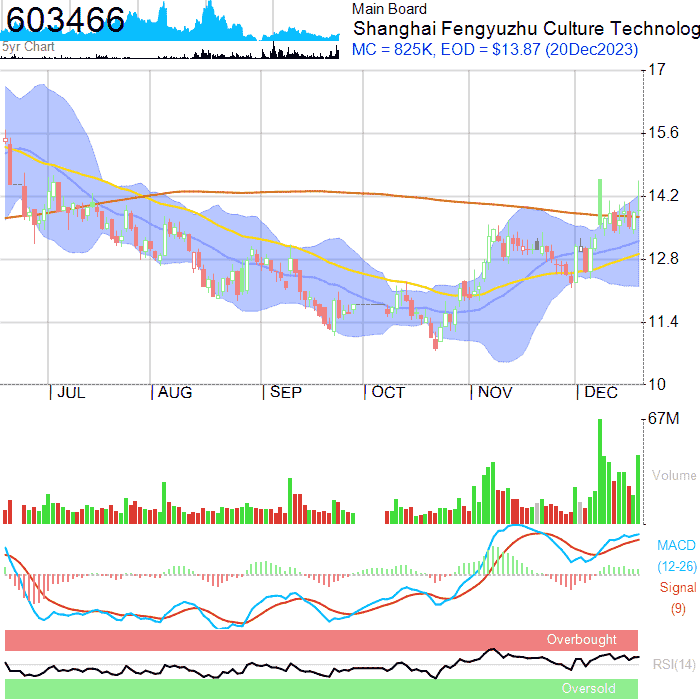 603466
5yr Chart
Main Board
Shanghai Fengyuzhu Culture Technolog
MC = 825K, EOD = $13.87 (20Dec2023)
17
15.6
14.2
12.8
11.4
10
JUL
AUG
SEP
OCT
NOV
DEC
67M
Volume
MACD
(12-26)
Signal
(9)
Overbought
RSI(14)
Oversold